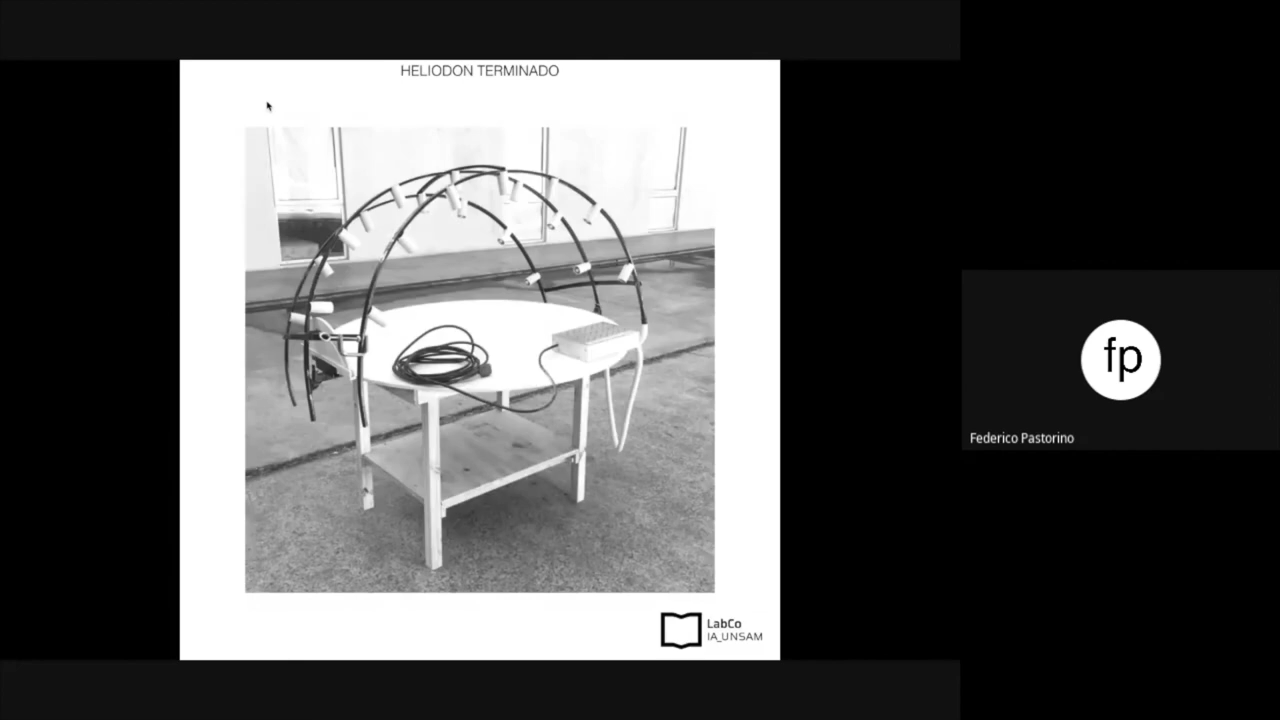 HELIODON TERMINADO
fp
Federico Pastorino
LabCo
IA_UNSAM